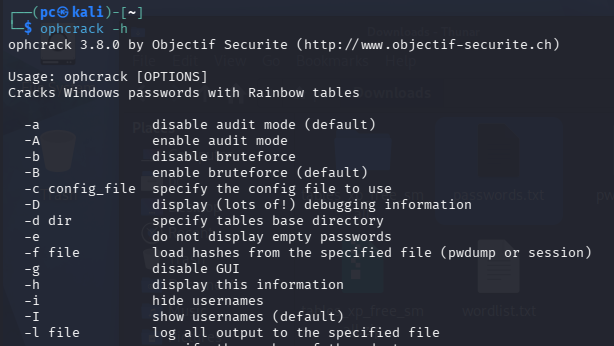 ┌──(pc㉿kali)-[~]
└─$ ophcrack -h
ophcrack 3.8.0 by Objectif Securite (http://www.objectif-securite.ch)
Usage: ophcrack [OPTIONS]
Cracks Windows passwords with Rainbow tables
-a disable audit mode (default)
-A enable audit mode
-b disable bruteforce
-B enable bruteforce (default)
-c config_file specify the config file to use
-D display (lots of!) debugging information
-d dir specify tables base directory
-e do not display empty passwords
-f file load hashes from the specified file (pwdump or session)
-g disable GUI
-h display this information
-i hide usernames
-I show usernames (default)
-l file log all output to the specified file